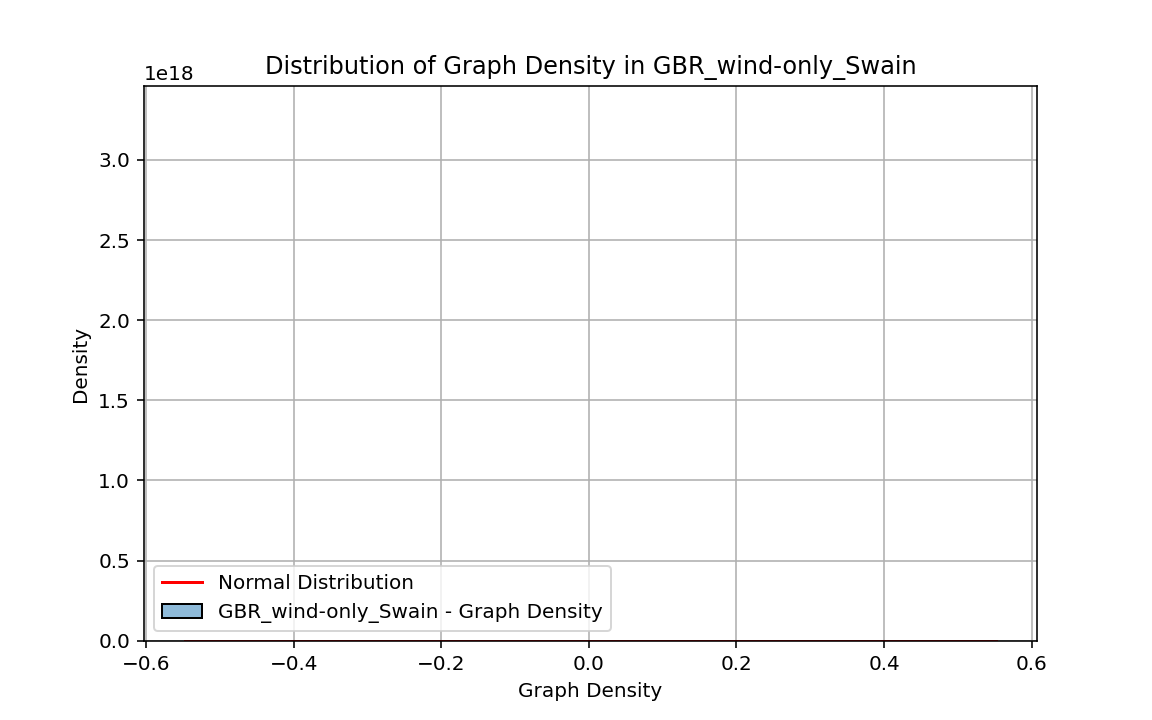 Distribution of Graph Density in GBR_wind-only_Swain
1e18
3.0
2.5
2.0
1.5
1.0
0.5
0.0
Density
Normal Distribution
GBR_wind-only_Swain - Graph Density
−0.6 −0.4 −0.2 0.0 0.2 0.4 0.6
Graph Density